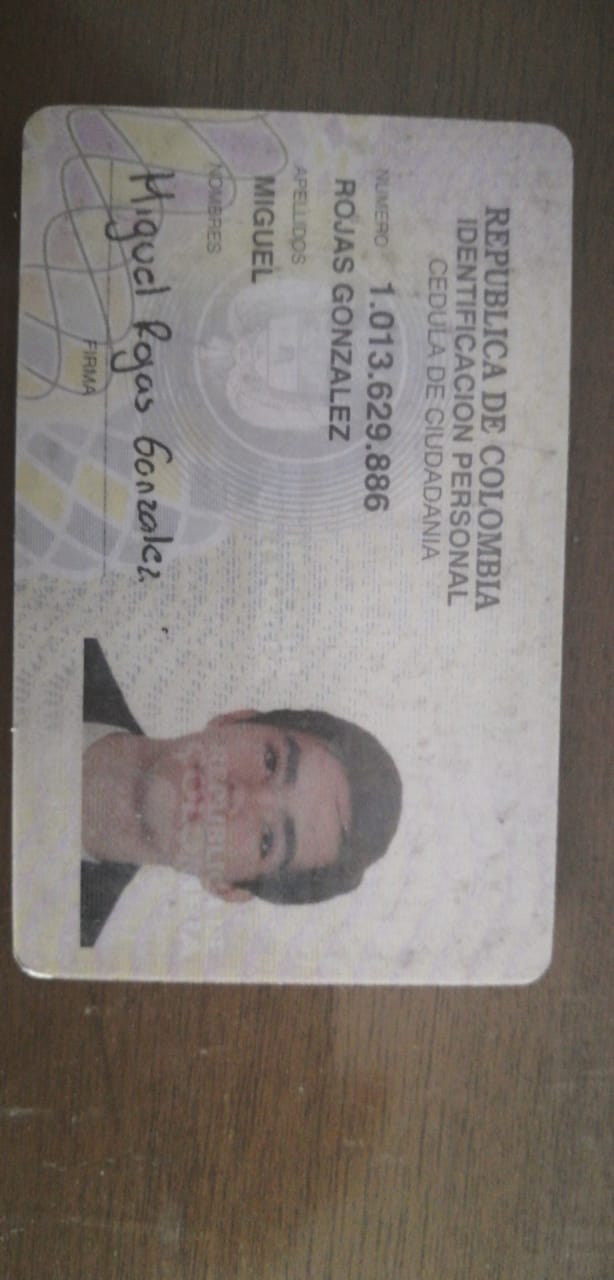 REPUBLICA DE COLOMBIA
IDENTIFICACION PERSONAL
CEDULA DE CIUDADANIA
NUMERO 1.013.629.886
ROJAS GONZALEZ
APELLIDOS
MIGUEL
NOMBRES
Miguel Rojas Gonzalez
FIRMA